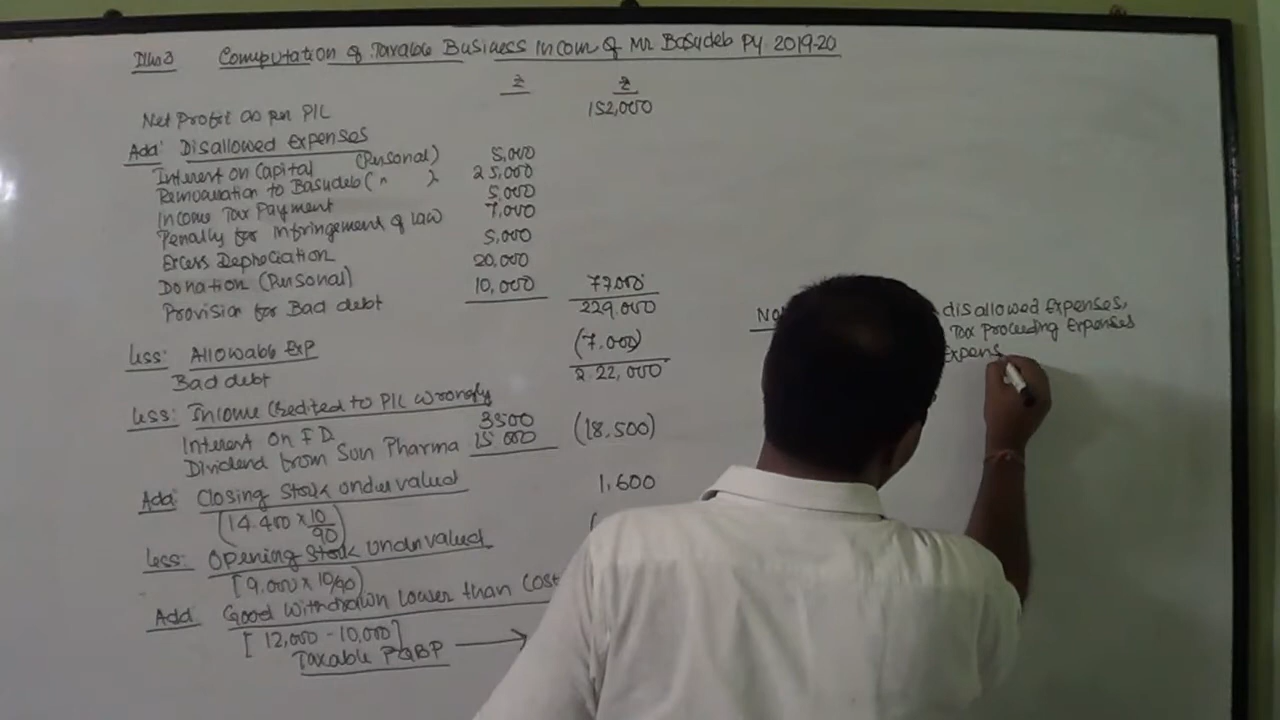 Illus 3 Computation of Taxable Business Income of Mr Basudeb PY 2019-20
₹ ₹
Net Profit as per P/L 152,000
Add: Disallowed expenses
Interest on Capital (Personal) 5,000
Remuneration to Basudeb ( " ) 25,000
Income Tax Payment 5,000
Penalty for infringement of law 7,000
Excess Depreciation 5,000
Donation (Personal) 20,000
Provision for Bad debt 10,000 77,000
229,000
Less: Allowable Exp
Bad debt (7,000)
2,22,000
Less: Income Credited to P/L wrongly
Interest on FD 3500
Dividend from Sun Pharma 15 000 (18,500)
Add: Closing Stock undervalued 1,600
(14,400 x 10/90)
Less: Opening Stock undervalued (
[9,000 x 10/90)
Add: Good withdrawn lower than Cost
[12,000 - 10,000]
Taxable PGBP →
disallowed Expenses,
Tax Proceeding Expenses
Expens